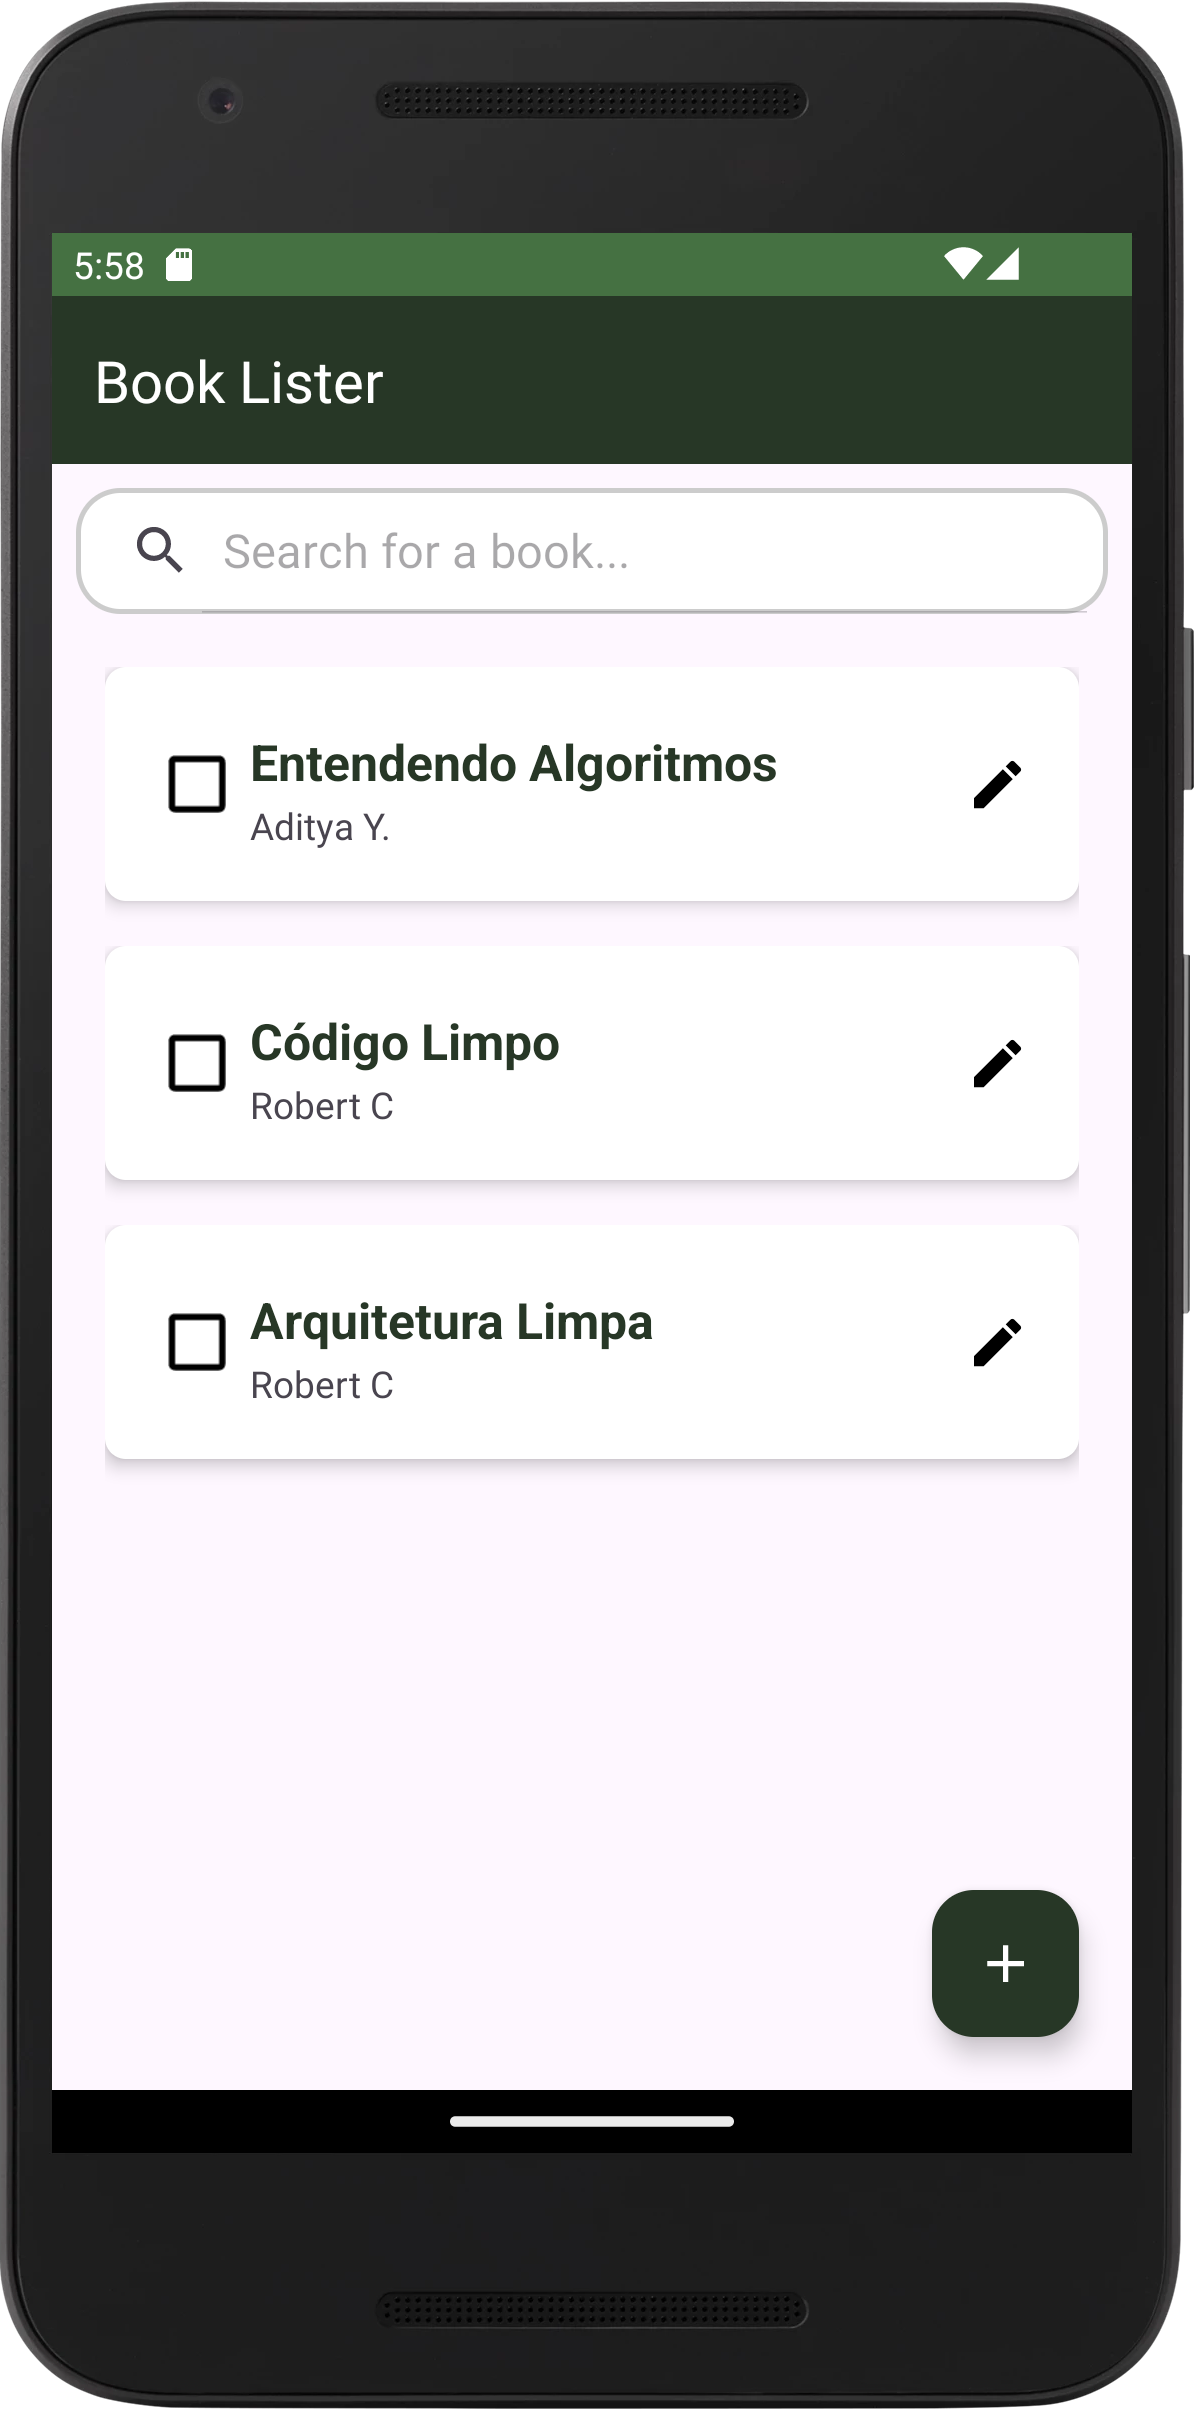 5:58
Book Lister
Search for a book...
Entendendo Algoritmos
Aditya Y.
Código Limpo
Robert C
Arquitetura Limpa
Robert C